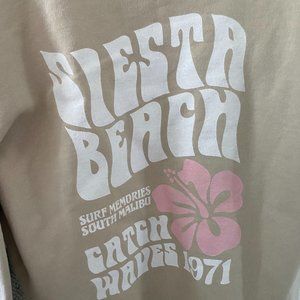 SIESTA
BEACH
SURF MEMORIES
SOUTH MALIBU
CATCH
WAVES 1971